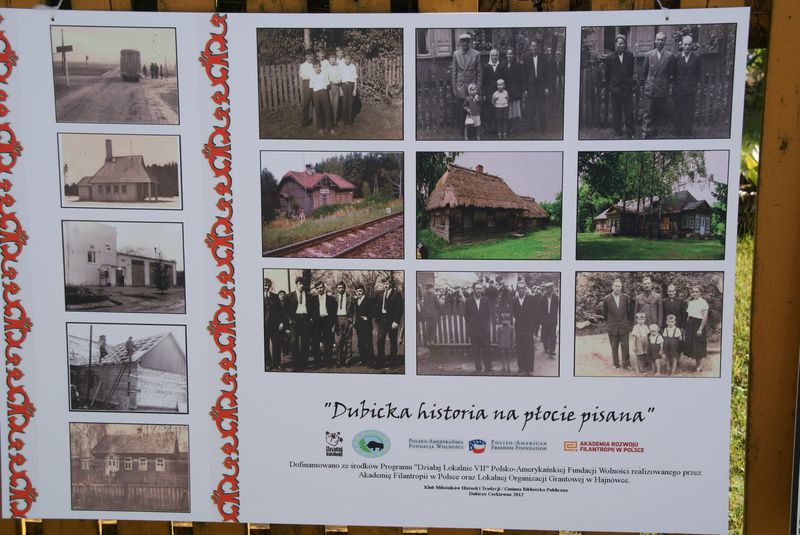 "Dubicka historia na płocie pisana"
Działaj Lokalnie
POLSKO-AMERYKAŃSKA FUNDACJA WOLNOŚCI
POLISH-AMERICAN FREEDOM FOUNDATION
AKADEMIA ROZWOJU FILANTROPII W POLSCE
Dofinansowano ze środków Programu "Działaj Lokalnie VII" Polsko-Amerykańskiej Fundacji Wolności realizowanego przez
Akademię Filantropii w Polsce oraz Lokalnej Organizacji Grantowej w Hajnówce.
Klub Miłośników Historii i Tradycji / Gminna Biblioteka Publiczna
Dubicze Cerkiewne 2012